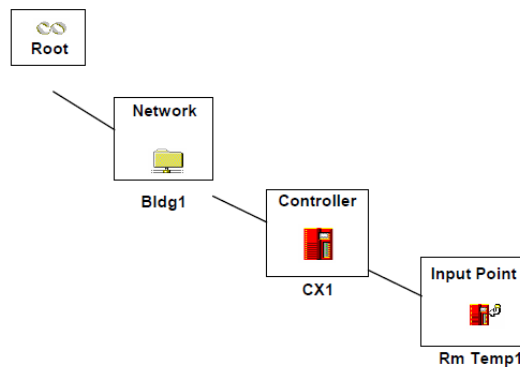 Root
Network
Bldg1
Controller
CX1
Input Point
Rm Temp1